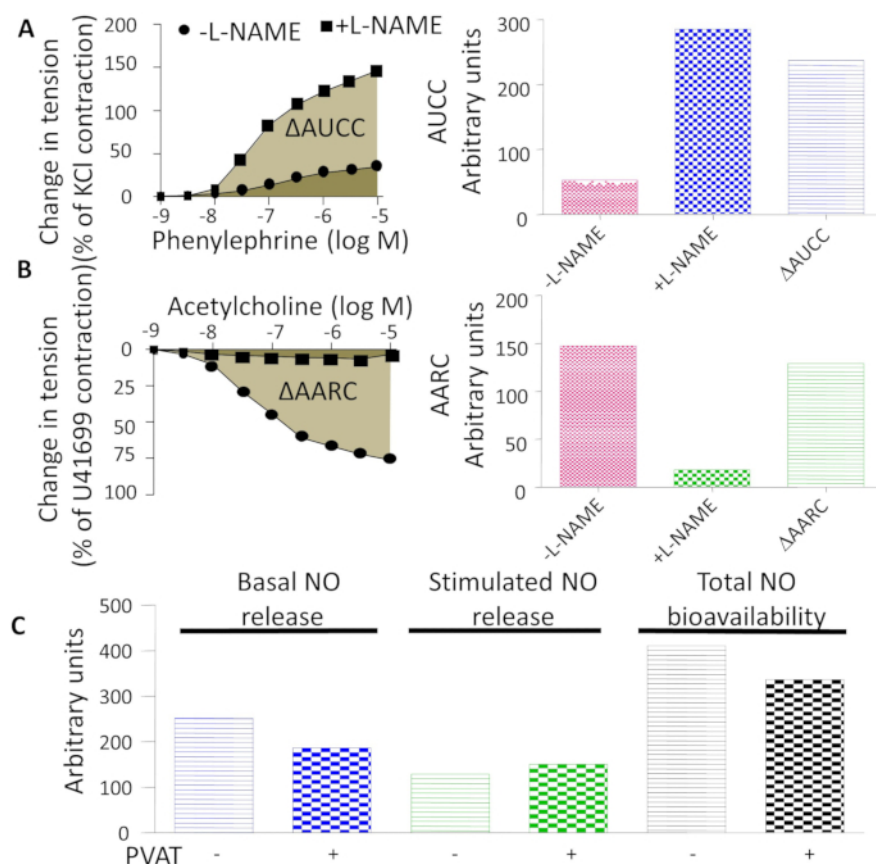 A
-L-NAME
+L-NAME
Change in tension
(% of KCl contraction)
200
150
100
50
0
ΔAUCC
-9
-8
-7
-6
-5
Phenylephrine (log M)
AUCC
Arbitrary units
300
200
100
0
-L-NAME
+L-NAME
ΔAUCC
B
Acetylcholine (log M)
-9
-8
-7
-6
-5
Change in tension
(% of U41699 contraction)
0
25
50
75
100
ΔAARC
AARC
Arbitrary units
200
150
100
50
0
-L-NAME
+L-NAME
ΔAARC
C
Basal NO
release
Stimulated NO
release
Total NO
bioavailability
Arbitrary units
500
400
300
200
100
0
PVAT - + - + - +